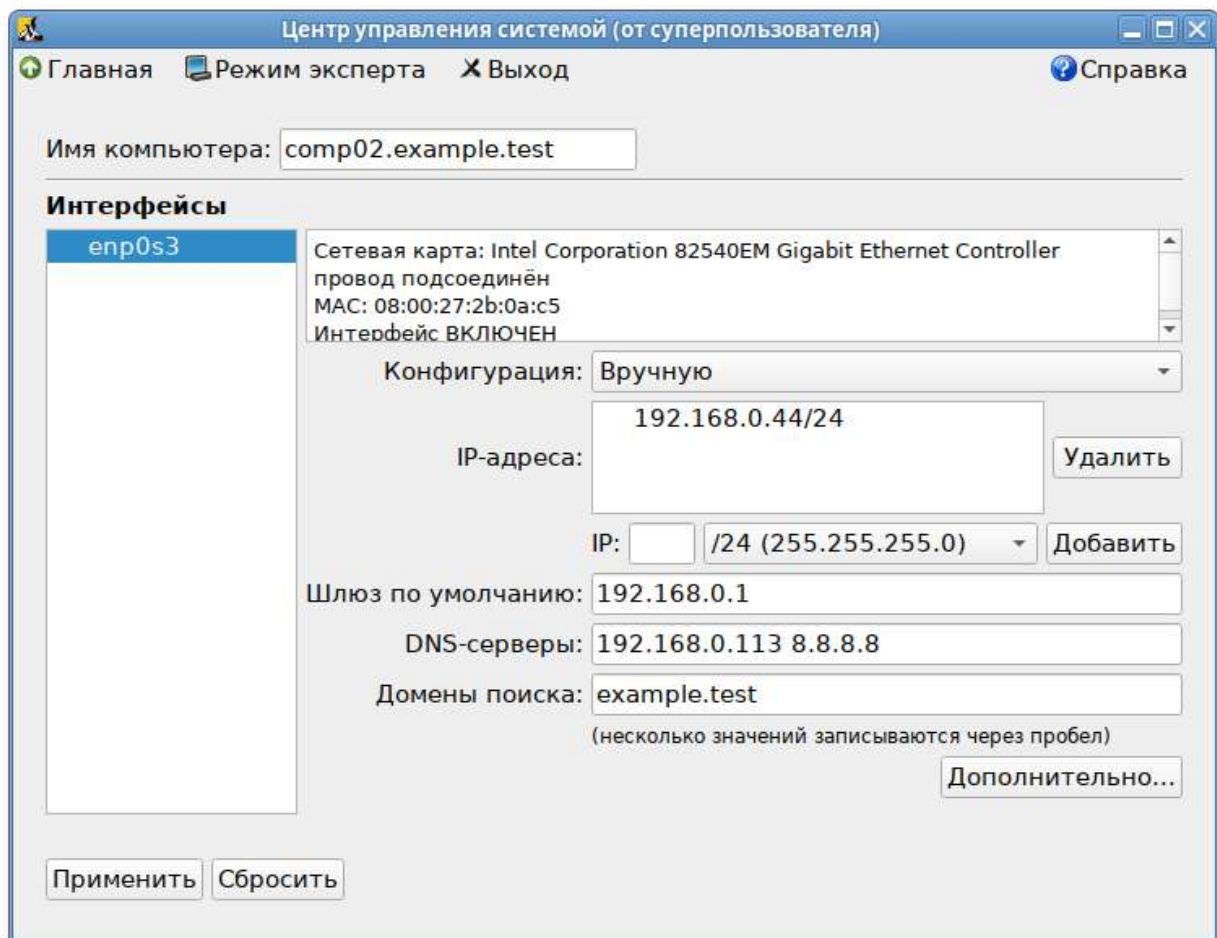 Центр управления системой (от суперпользователя)
Главная Режим эксперта Выход Справка
Имя компьютера: comp02.example.test
Интерфейсы
enp0s3
Сетевая карта: Intel Corporation 82540EM Gigabit Ethernet Controller
провод подсоединён
MAC: 08:00:27:2b:0a:c5
Интерфейс ВКЛЮЧЕН
Конфигурация: Вручную
192.168.0.44/24
IP-адреса: Удалить
IP: /24 (255.255.255.0) Добавить
Шлюз по умолчанию: 192.168.0.1
DNS-серверы: 192.168.0.113 8.8.8.8
Домены поиска: example.test
(несколько значений записываются через пробел)
Дополнительно...
Применить Сбросить